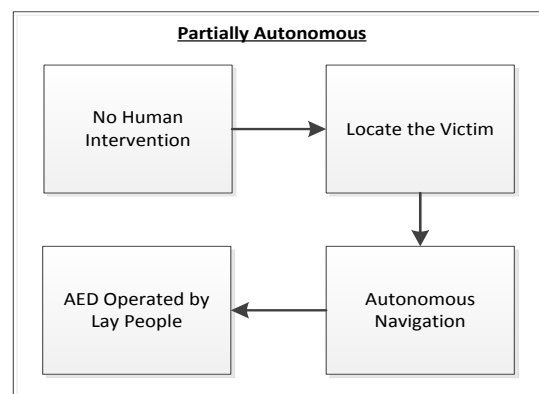 Partially Autonomous
No Human
Intervention
Locate the Victim
Autonomous
Navigation
AED Operated by
Lay People